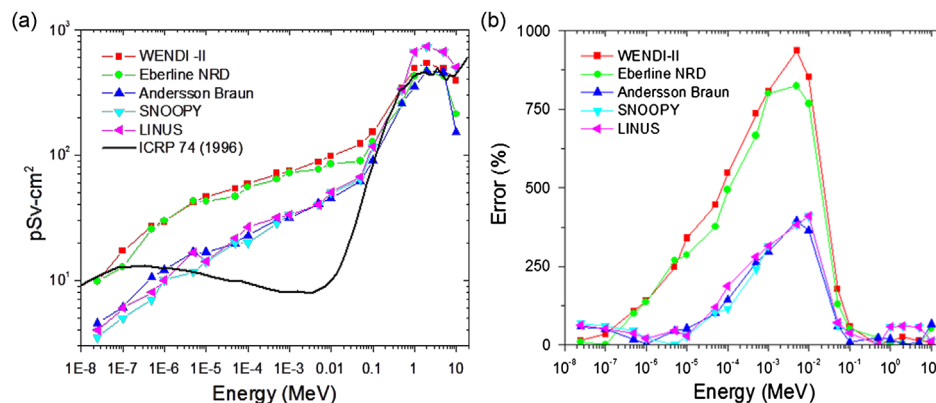 (a)
10³
10²
10¹
pSv-cm²
WENDI -II
Eberline NRD
Andersson Braun
SNOOPY
LINUS
ICRP 74 (1996)
1E-8 1E-7 1E-6 1E-5 1E-4 1E-3 0.01 0.1 1 10
Energy (MeV)
(b)
1000
750
500
250
0
Error (%)
WENDI-II
Eberline NRD
Andersson Braun
SNOOPY
LINUS
10⁻⁸ 10⁻⁷ 10⁻⁶ 10⁻⁵ 10⁻⁴ 10⁻³ 10⁻² 10⁻¹ 10⁰ 10¹
Energy (MeV)